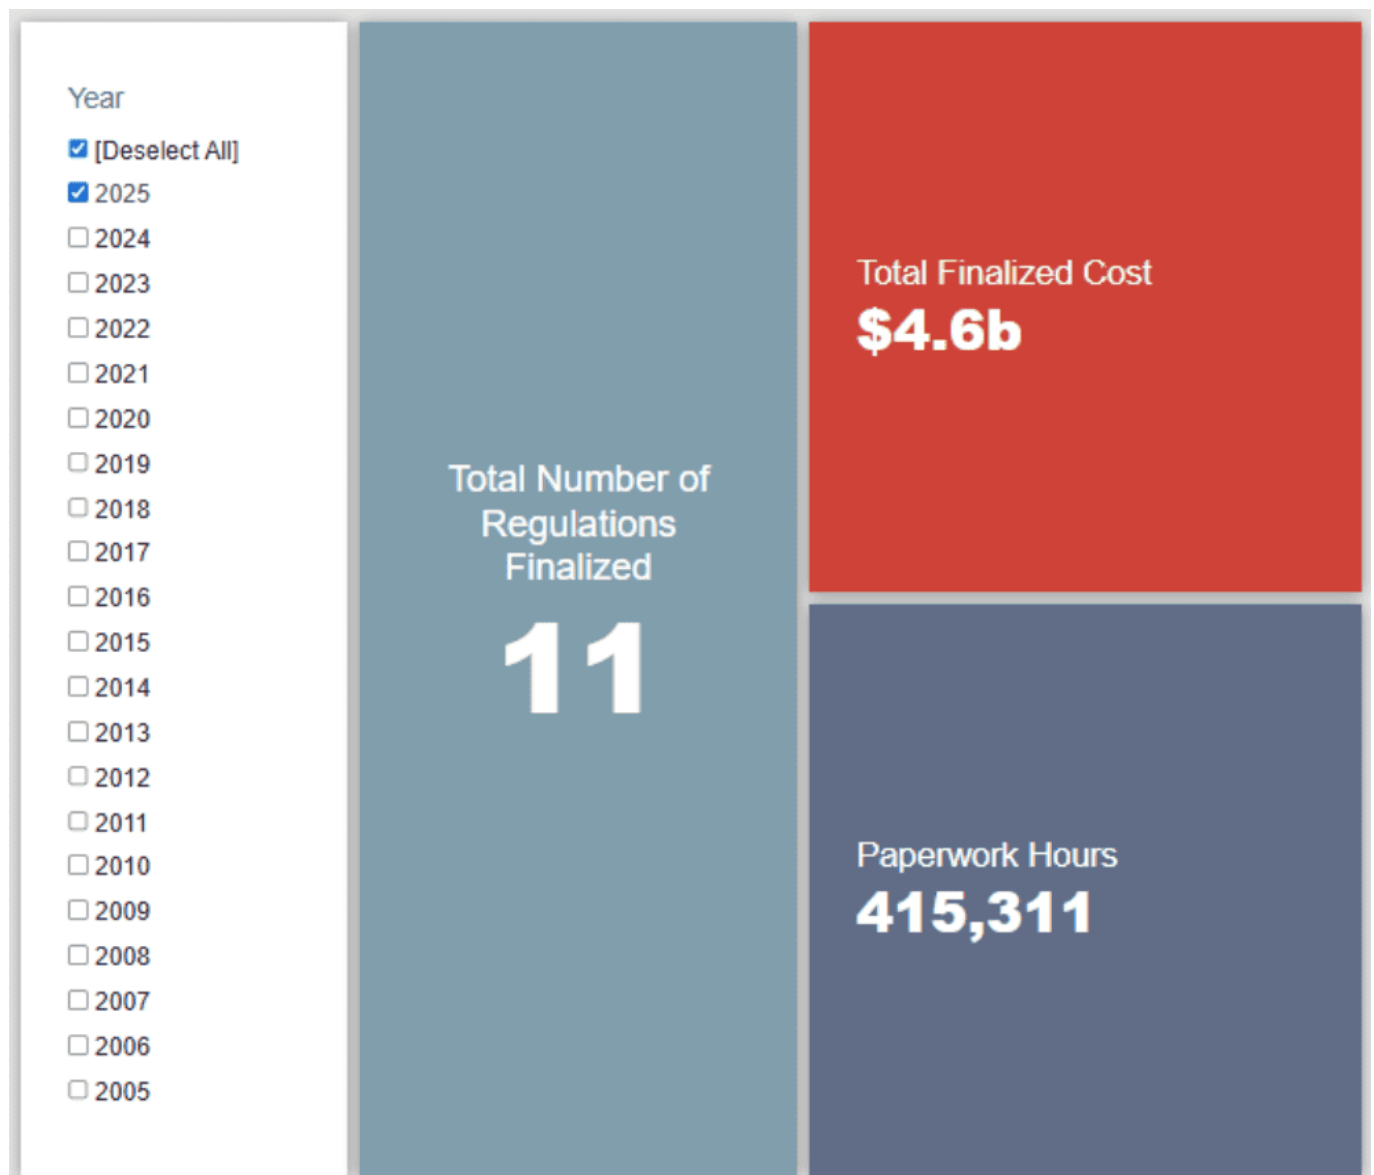 Year
[Deselect All]
2025
2024
2023
2022
2021
2020
2019
2018
2017
2016
2015
2014
2013
2012
2011
2010
2009
2008
2007
2006
2005
Total Number of
Regulations
Finalized
11
Total Finalized Cost
$4.6b
Paperwork Hours
415,311